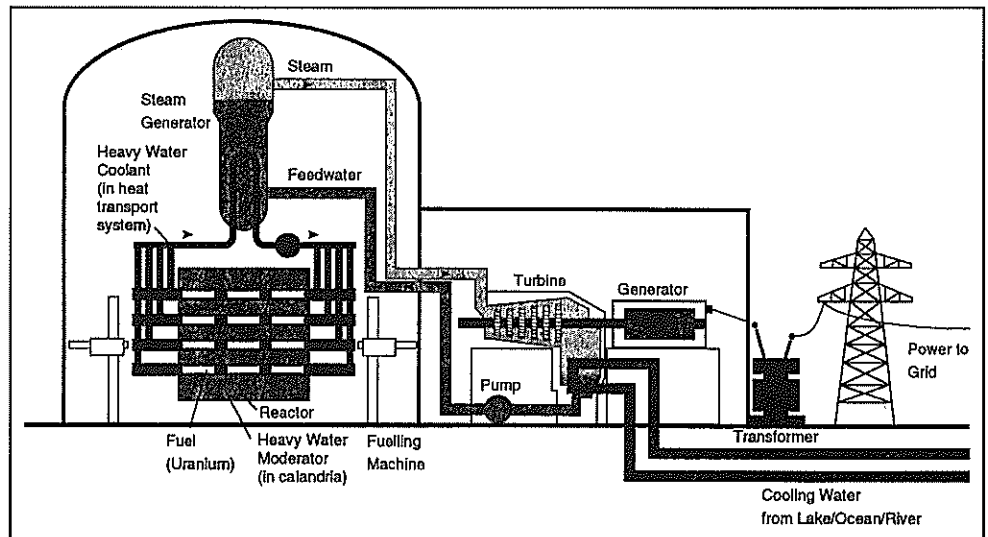 Steam
Steam
Generator
Heavy Water
Coolant
(in heat
transport
system)
Feedwater
Turbine
Generator
Power to
Grid
Pump
Reactor
Fuel
(Uranium)
Heavy Water
Moderator
(in calandria)
Fuelling
Machine
Transformer
Cooling Water
from Lake/Ocean/River